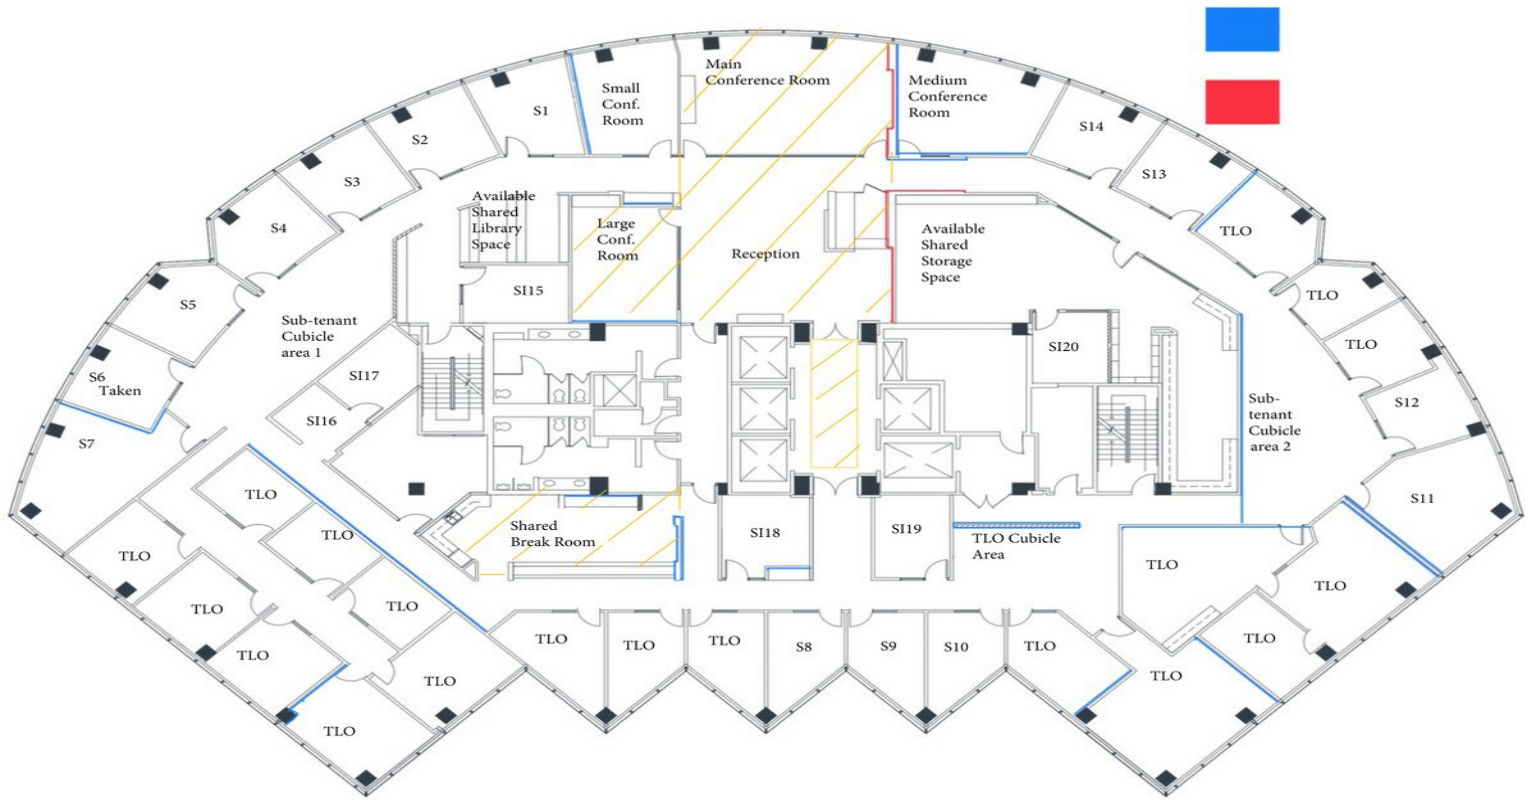 Main
Conference Room
Small
Conf.
Room
Medium
Conference
Room
S1
S2
S3
S4
S5
S6
Taken
S7
S14
S13
TLO
TLO
TLO
S12
S11
Available
Shared
Library
Space
Large
Conf.
Room
Reception
Available
Shared
Storage
Space
SI15
Sub-tenant
Cubicle
area 1
SI17
SI16
SI20
Sub-
tenant
Cubicle
area 2
Shared
Break Room
SI18
SI19
TLO Cubicle
Area
TLO
TLO
TLO
TLO
TLO
TLO
TLO
TLO
TLO
TLO
TLO
S8
S9
S10
TLO
TLO
TLO
TLO
TLO